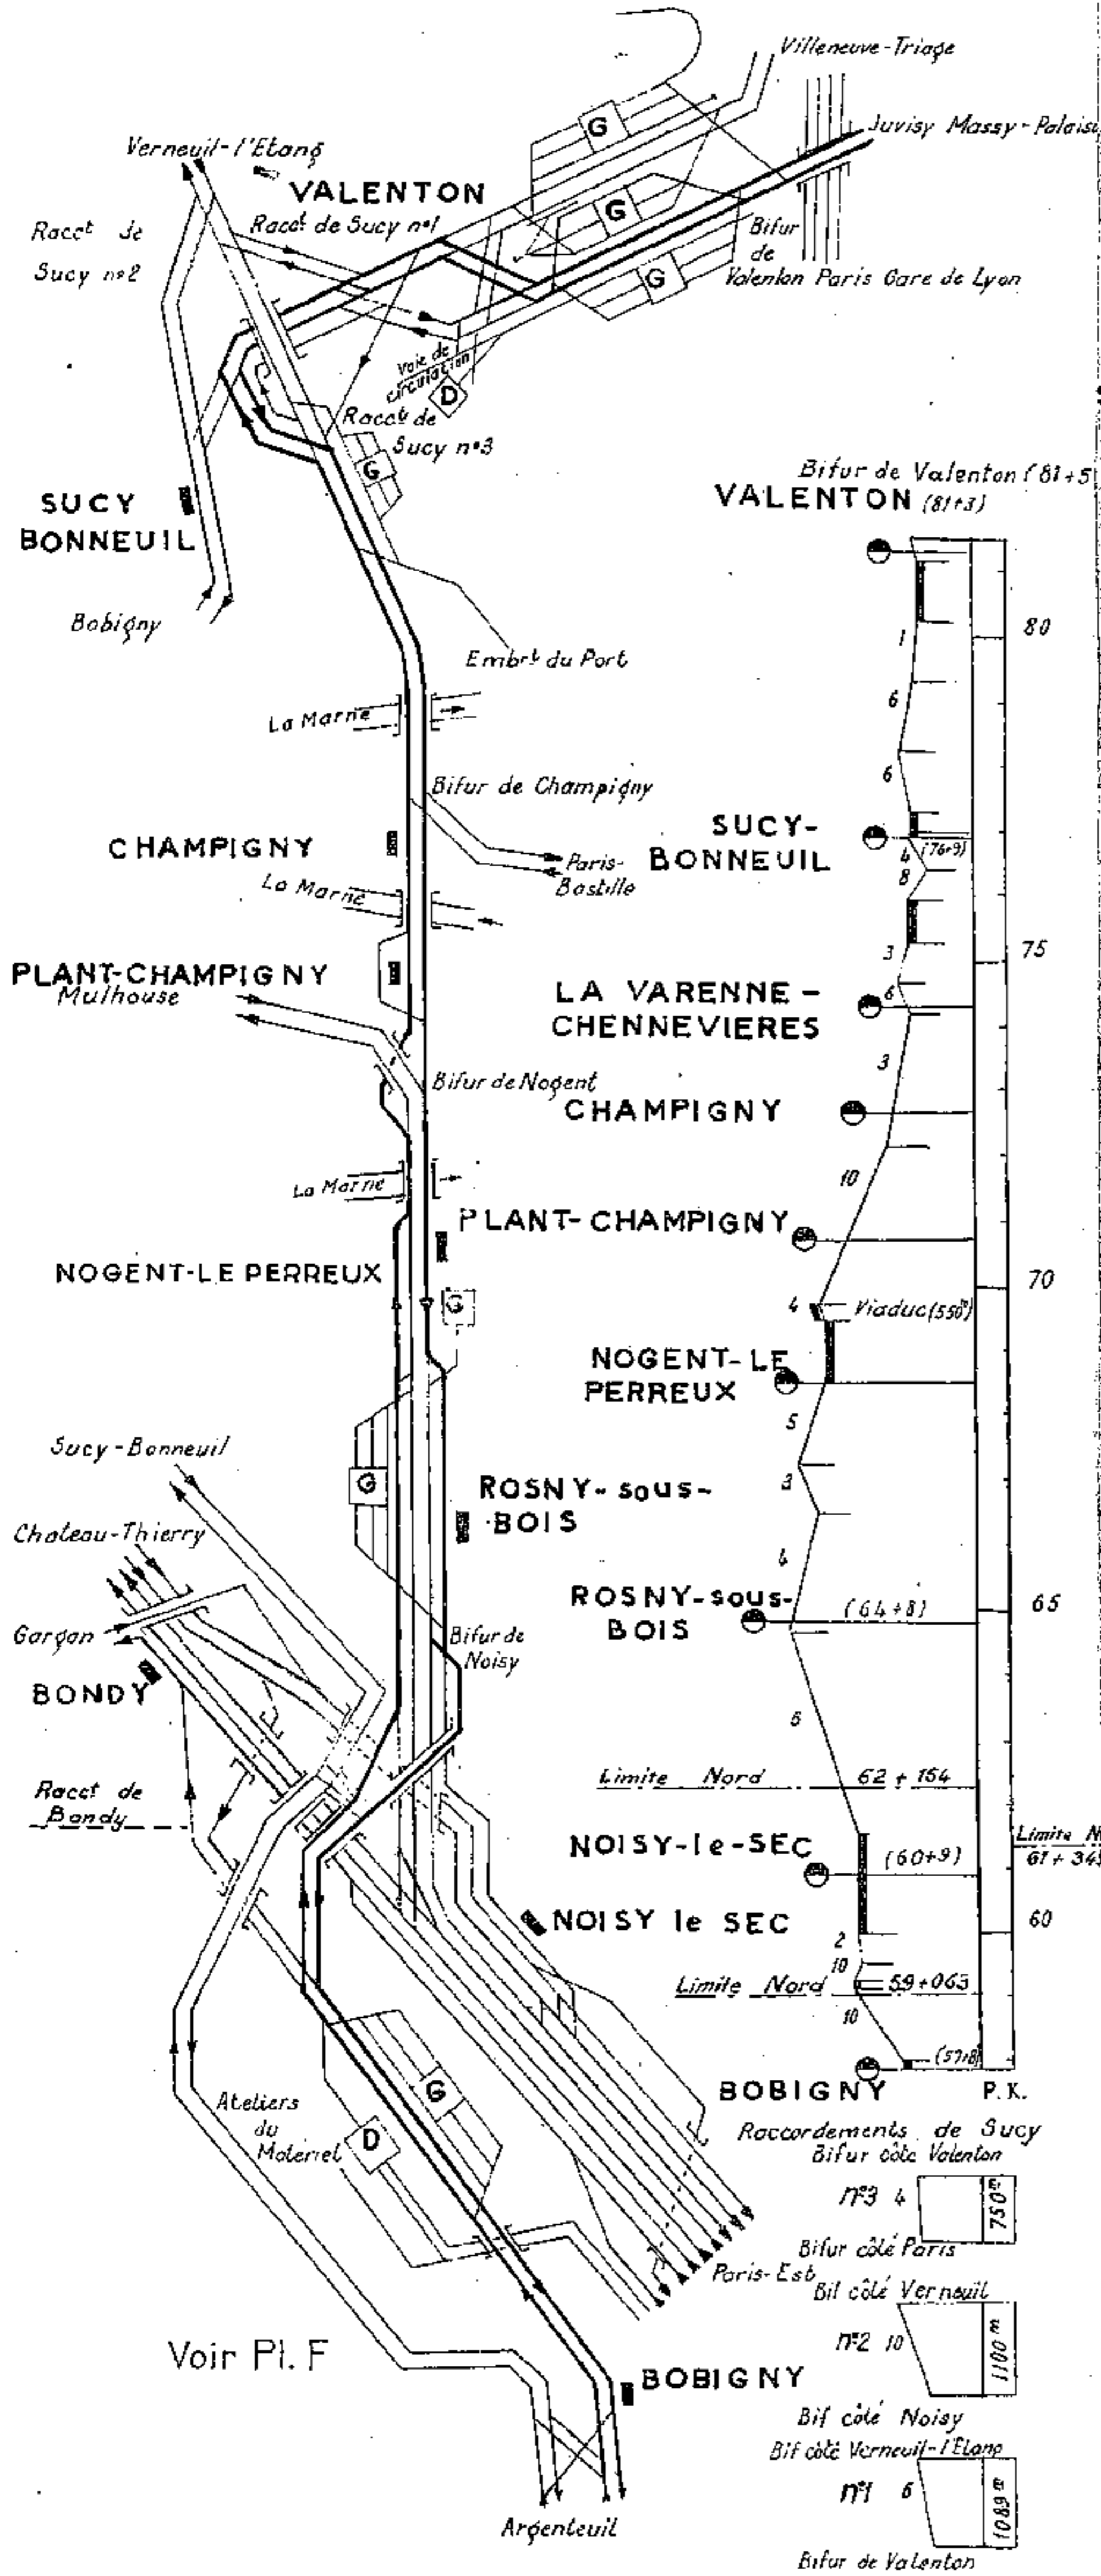 Villeneuve-Triage
Juvisy Massy-Palais
Verneuil-l'Etang
VALENTON
G
Racct de
Sucy n°2
Racct de Sucy n°1
G
Bifur
de
Valenton Paris Gare de Lyon
G
Voie de
circulation
D
Racct de
Sucy n°3
G
SUCY
BONNEUIL
Bobigny
Embrt du Port
La Marne
Bifur de Champigny
CHAMPIGNY
Paris-
Bastille
La Marne
PLANT-CHAMPIGNY
Mulhouse
Bifur de Nogent
La Marne
NOGENT-LE PERREUX
G
Sucy-Bonneuil
G
ROSNY-sous-
BOIS
Chateau-Thierry
Gargan
Bifur de
Noisy
BONDY
Racct de
Bondy
NOISY le SEC
Ateliers
du
Matériel
G
D
Paris-Est
Voir Pl. F
BOBIGNY
Argenteuil
Bifur de Valenton (81+5
VALENTON (81+3)
1
80
6
6
SUCY-
BONNEUIL
4 (76+9)
8
75
3
LA VARENNE-
CHENNEVIERES
6
3
CHAMPIGNY
10
PLANT-CHAMPIGNY
70
4 Viaduc (550m)
NOGENT-LE
PERREUX
5
3
4
ROSNY-sous-
BOIS
(64+8)
65
5
Limite Nord 62+154
NOISY-le-SEC (60+9)
Limite N
61+345
60
2
10
Limite Nord 59+063
10
(57+8)
BOBIGNY P.K.
Raccordements de Sucy
Bifur côté Valenton
n°3 4 750m
Bifur côté Paris
Bif côté Verneuil
n°2 10 1100 m
Bif côté Noisy
Bif côté Verneuil-l'Etang
n°1 6 1089 m
Bifur de Valenton